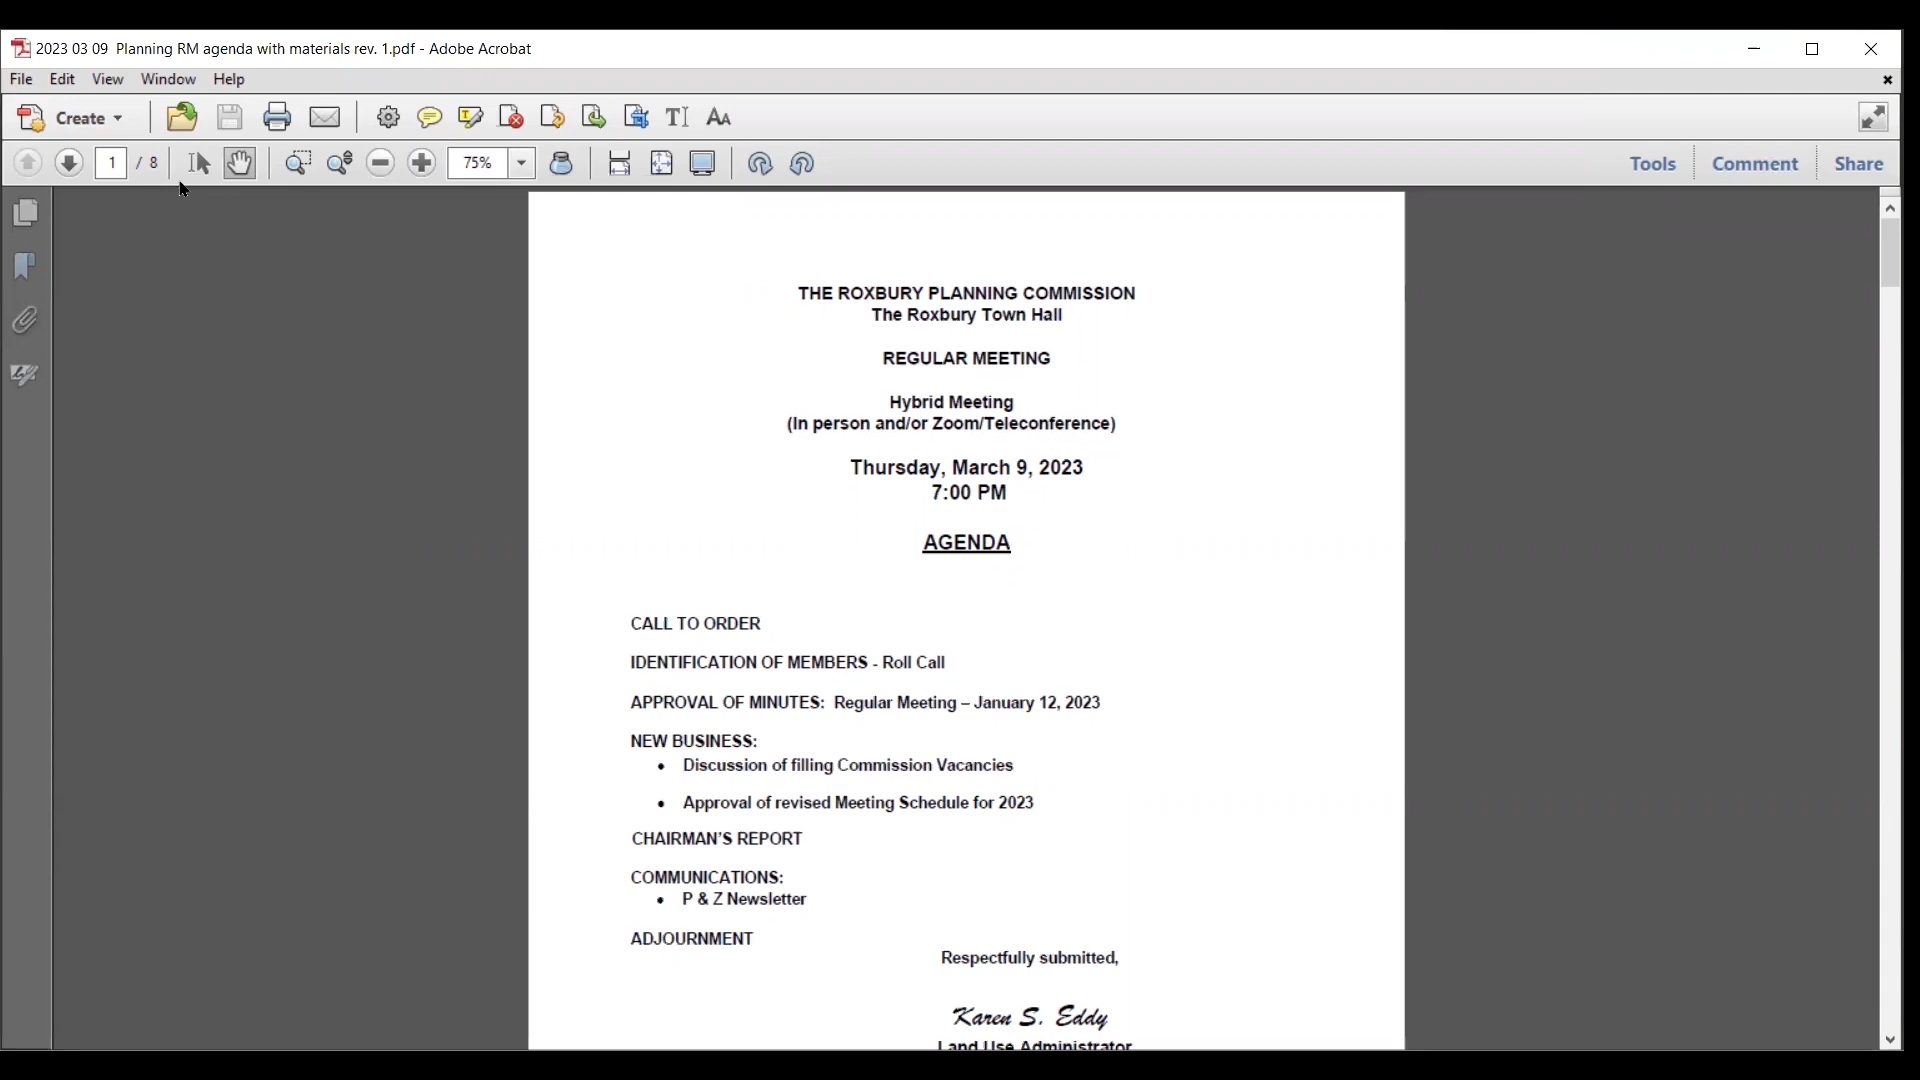 2023 03 09  Planning RM agenda with materials rev. 1.pdf - Adobe Acrobat
File Edit View Window Help
Create
1 / 8 75% Tools Comment Share
THE ROXBURY PLANNING COMMISSION
The Roxbury Town Hall
REGULAR MEETING
Hybrid Meeting
(In person and/or Zoom/Teleconference)
Thursday, March 9, 2023
7:00 PM
AGENDA
CALL TO ORDER
IDENTIFICATION OF MEMBERS - Roll Call
APPROVAL OF MINUTES:  Regular Meeting – January 12, 2023
NEW BUSINESS:
• Discussion of filling Commission Vacancies
• Approval of revised Meeting Schedule for 2023
CHAIRMAN'S REPORT
COMMUNICATIONS:
• P & Z Newsletter
ADJOURNMENT
Respectfully submitted,
Karen S. Eddy
Land Use Administrator